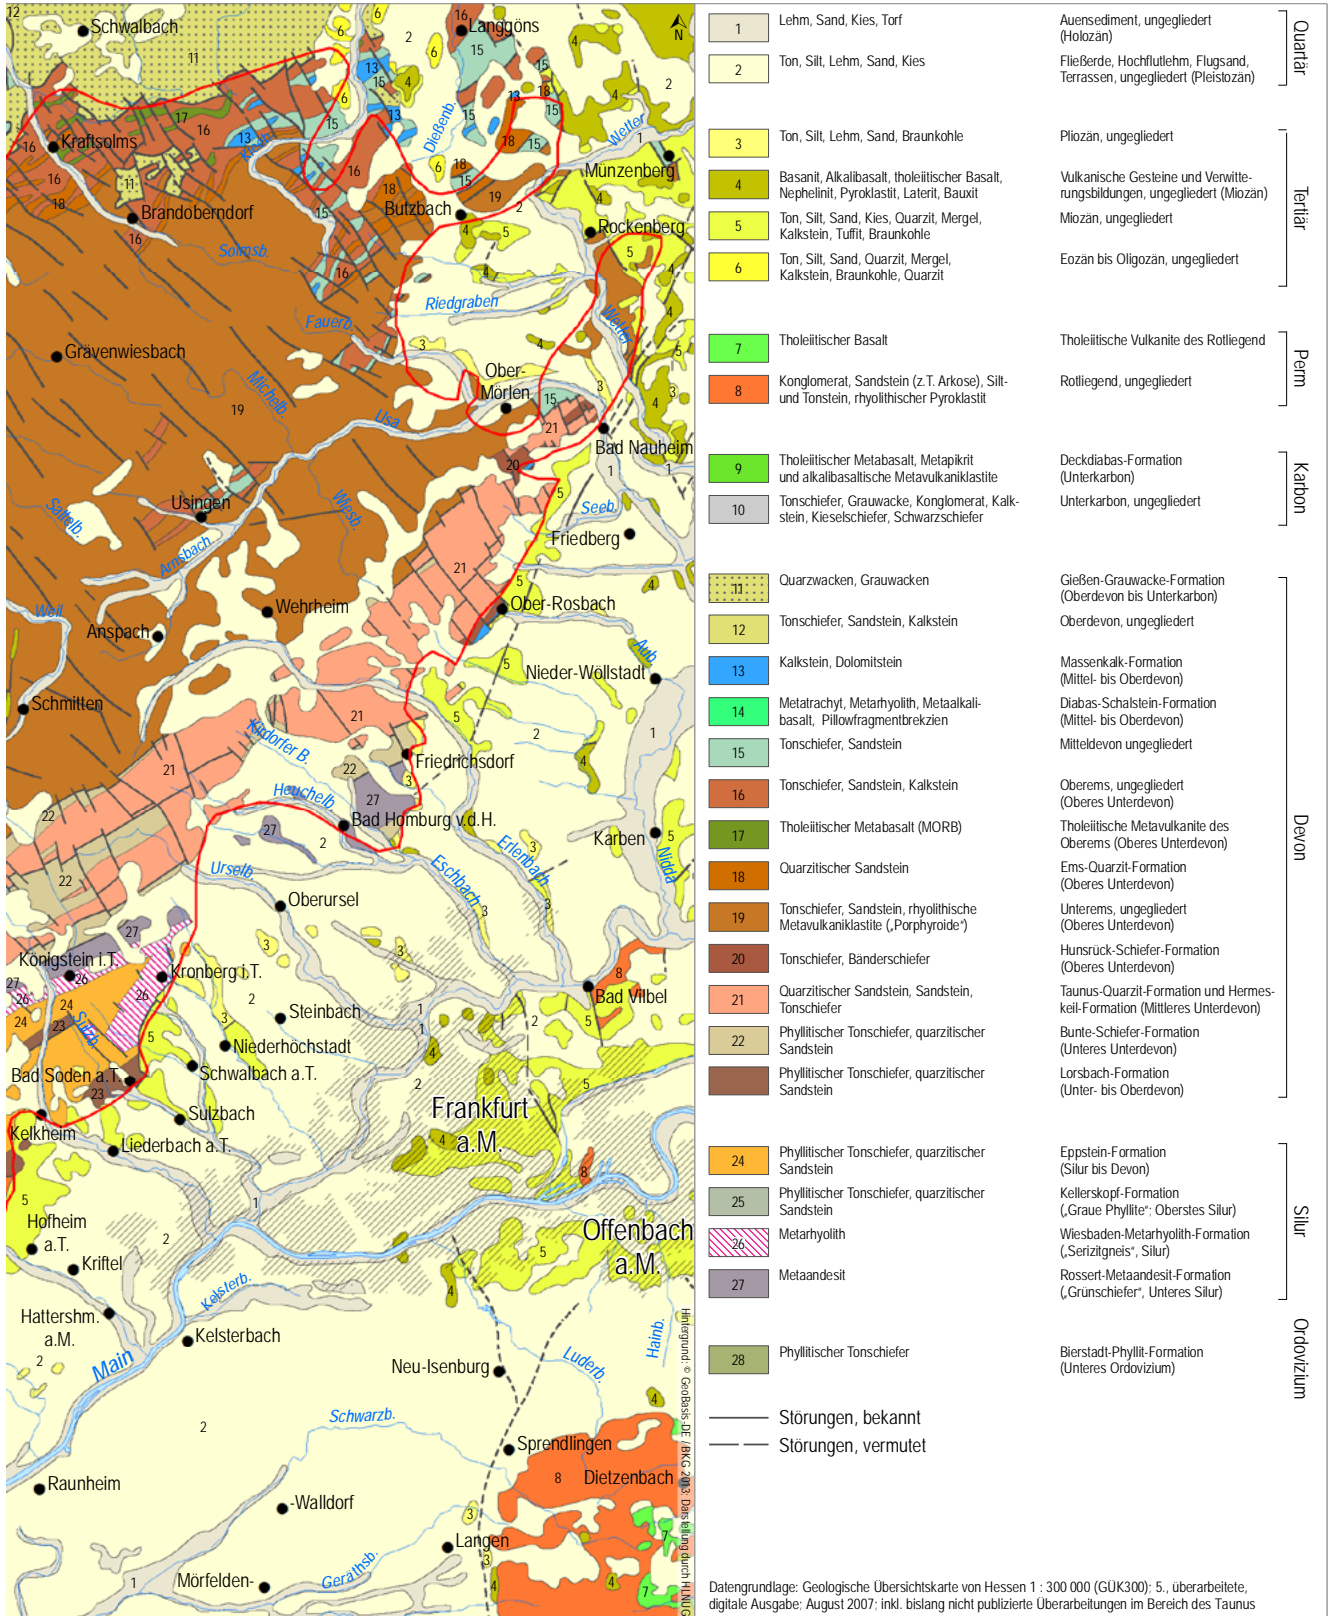 Schwalbach
Langgöns
N
Kleeb.
Dießenb.
Wetter
Kraftsolms
Münzenberg
Brandoberndorf
Butzbach
Rockenberg
Solmsb.
Riedgraben
Fauerb.
Wetter
Grävenwiesbach
Ober-
Mörlen
Michelb.
Usa
Bad Nauheim
Usingen
Wiesb.
Sattelb.
Seeb.
Friedberg
Arnsbach
Weil
Wehrheim
Ober-Rosbach
Anspach
Aub.
Nieder-Wöllstadt
Schmitten
Kirdorfer B.
Friedrichsdorf
Heuchelb.
Bad Homburg v.d.H.
Karben
Erlenbach
Nidda
Urselb.
Eschbach
Oberursel
Königstein i.T.
Kronberg i.T.
Bad Vilbel
Steinbach
Sulzb.
Niederhöchstadt
Bad Soden a.T.
Schwalbach a.T.
Frankfurt
a.M.
Sulzbach
Kelkheim
Liederbach a.T.
Hofheim
a.T.
Offenbach
a.M.
Kriftel
Kelsterb.
Hattershm.
a.M.
Kelsterbach
Main
Neu-Isenburg
Luderb.
Hainb.
Schwarzb.
Sprendlingen
Dietzenbach
Raunheim
-Walldorf
Langen
Geräthsb.
Mörfelden-
Hintergrund: © GeoBasis-DE / BKG 2013; Darstellung durch HLNUG
1 Lehm, Sand, Kies, Torf Auensediment, ungegliedert
(Holozän)
2 Ton, Silt, Lehm, Sand, Kies Fließerde, Hochflutlehm, Flugsand,
Terrassen, ungegliedert (Pleistozän)
Quartär
3 Ton, Silt, Lehm, Sand, Braunkohle Pliozän, ungegliedert
4 Basanit, Alkalibasalt, tholeiitischer Basalt, Vulkanische Gesteine und Verwitte-
Nephelinit, Pyroklastit, Laterit, Bauxit rungsbildungen, ungegliedert (Miozän)
5 Ton, Silt, Sand, Kies, Quarzit, Mergel, Miozän, ungegliedert
Kalkstein, Tuffit, Braunkohle
6 Ton, Silt, Sand, Quarzit, Mergel, Eozän bis Oligozän, ungegliedert
Kalkstein, Braunkohle, Quarzit
Tertiär
7 Tholeiitischer Basalt Tholeiitische Vulkanite des Rotliegend
8 Konglomerat, Sandstein (z.T. Arkose), Silt- Rotliegend, ungegliedert
und Tonstein, rhyolithischer Pyroklastit
Perm
9 Tholeiitischer Metabasalt, Metapikrit Deckdiabas-Formation
und alkalibasaltische Metavulkaniklastite (Unterkarbon)
10 Tonschiefer, Grauwacke, Konglomerat, Kalk- Unterkarbon, ungegliedert
stein, Kieselschiefer, Schwarzschiefer
Karbon
11 Quarzwacken, Grauwacken Gießen-Grauwacke-Formation
(Oberdevon bis Unterkarbon)
12 Tonschiefer, Sandstein, Kalkstein Oberdevon, ungegliedert
13 Kalkstein, Dolomitstein Massenkalk-Formation
(Mittel- bis Oberdevon)
14 Metatrachyt, Metarhyolith, Metaalkali- Diabas-Schalstein-Formation
basalt, Pillowfragmentbrekzien (Mittel- bis Oberdevon)
15 Tonschiefer, Sandstein Mitteldevon ungegliedert
16 Tonschiefer, Sandstein, Kalkstein Oberems, ungegliedert
(Oberes Unterdevon)
17 Tholeiitischer Metabasalt (MORB) Tholeiitische Metavulkanite des
Oberems (Oberes Unterdevon)
18 Quarzitischer Sandstein Ems-Quarzit-Formation
(Oberes Unterdevon)
19 Tonschiefer, Sandstein, rhyolithische Unterems, ungegliedert
Metavulkaniklastite („Porphyroide“) (Oberes Unterdevon)
20 Tonschiefer, Bänderschiefer Hunsrück-Schiefer-Formation
(Oberes Unterdevon)
21 Quarzitischer Sandstein, Sandstein, Taunus-Quarzit-Formation und Hermes-
Tonschiefer keil-Formation (Mittleres Unterdevon)
22 Phyllitischer Tonschiefer, quarzitischer Bunte-Schiefer-Formation
Sandstein (Unteres Unterdevon)
23 Phyllitischer Tonschiefer, quarzitischer Lorsbach-Formation
Sandstein (Unter- bis Oberdevon)
Devon
24 Phyllitischer Tonschiefer, quarzitischer Eppstein-Formation
Sandstein (Silur bis Devon)
25 Phyllitischer Tonschiefer, quarzitischer Kellerskopf-Formation
Sandstein („Graue Phyllite“; Oberstes Silur)
26 Metarhyolith Wiesbaden-Metarhyolith-Formation
(„Serizitgneis“, Silur)
27 Metaandesit Rossert-Metaandesit-Formation
(„Grünschiefer“, Unteres Silur)
Silur
28 Phyllitischer Tonschiefer Bierstadt-Phyllit-Formation
(Unteres Ordovizium)
Ordovizium
Störungen, bekannt
Störungen, vermutet
Datengrundlage: Geologische Übersichtskarte von Hessen 1 : 300 000 (GÜK300); 5., überarbeitete,
digitale Ausgabe; August 2007; inkl. bislang nicht publizierte Überarbeitungen im Bereich des Taunus